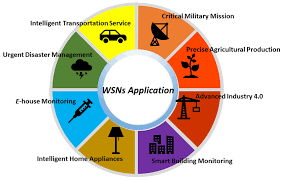 Intelligent Transportation Service
Critical Military Mission
Urgent Disaster Management
Precise Agricultural Production
WSNs Application
E-house Monitoring
Advanced Industry 4.0
Intelligent Home Appliances
Smart Building Monitoring